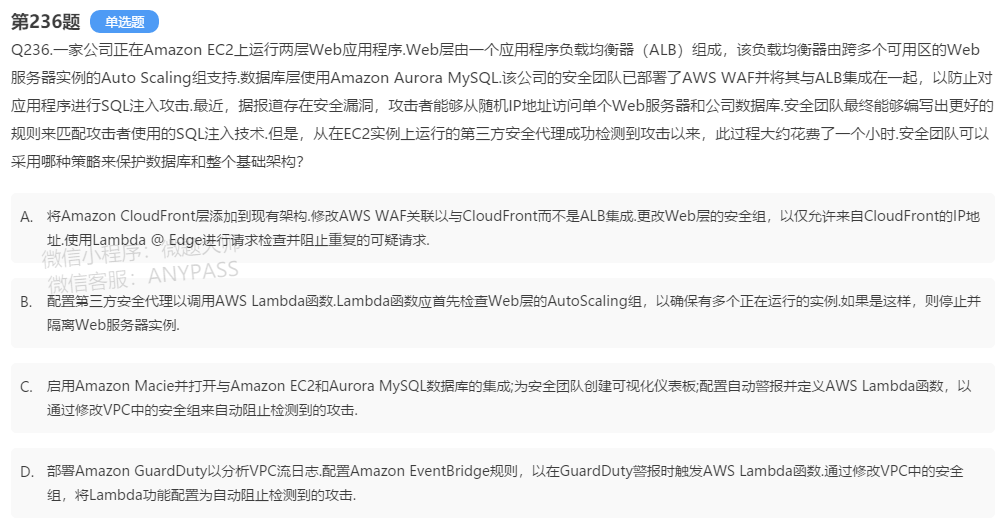 第236题 单选题
Q236.一家公司正在Amazon EC2上运行两层Web应用程序.Web层由一个应用程序负载均衡器（ALB）组成，该负载均衡器由跨多个可用区的Web
服务器实例的Auto Scaling组支持.数据库层使用Amazon Aurora MySQL.该公司的安全团队已部署了AWS WAF并将其与ALB集成在一起，以防止对
应用程序进行SQL注入攻击.最近，据报道存在安全漏洞，攻击者能够从随机IP地址访问单个Web服务器和公司数据库.安全团队最终能够编写出更好的
规则来匹配攻击者使用的SQL注入技术.但是，从在EC2实例上运行的第三方安全代理成功检测到攻击以来，此过程大约花费了一个小时.安全团队可以
采用哪种策略来保护数据库和整个基础架构?
A. 将Amazon CloudFront层添加到现有架构.修改AWS WAF关联以与CloudFront而不是ALB集成.更改Web层的安全组，以仅允许来自CloudFront的IP地
址.使用Lambda @ Edge进行请求检查并阻止重复的可疑请求.
微信小程序：微题大师
微信客服：ANYPASS
B. 配置第三方安全代理以调用AWS Lambda函数.Lambda函数应首先检查Web层的AutoScaling组，以确保有多个正在运行的实例.如果是这样，则停止并
隔离Web服务器实例.
C. 启用Amazon Macie并打开与Amazon EC2和Aurora MySQL数据库的集成;为安全团队创建可视化仪表板;配置自动警报并定义AWS Lambda函数，以
通过修改VPC中的安全组来自动阻止检测到的攻击.
D. 部署Amazon GuardDuty以分析VPC流日志.配置Amazon EventBridge规则，以在GuardDuty警报时触发AWS Lambda函数.通过修改VPC中的安全
组，将Lambda功能配置为自动阻止检测到的攻击.